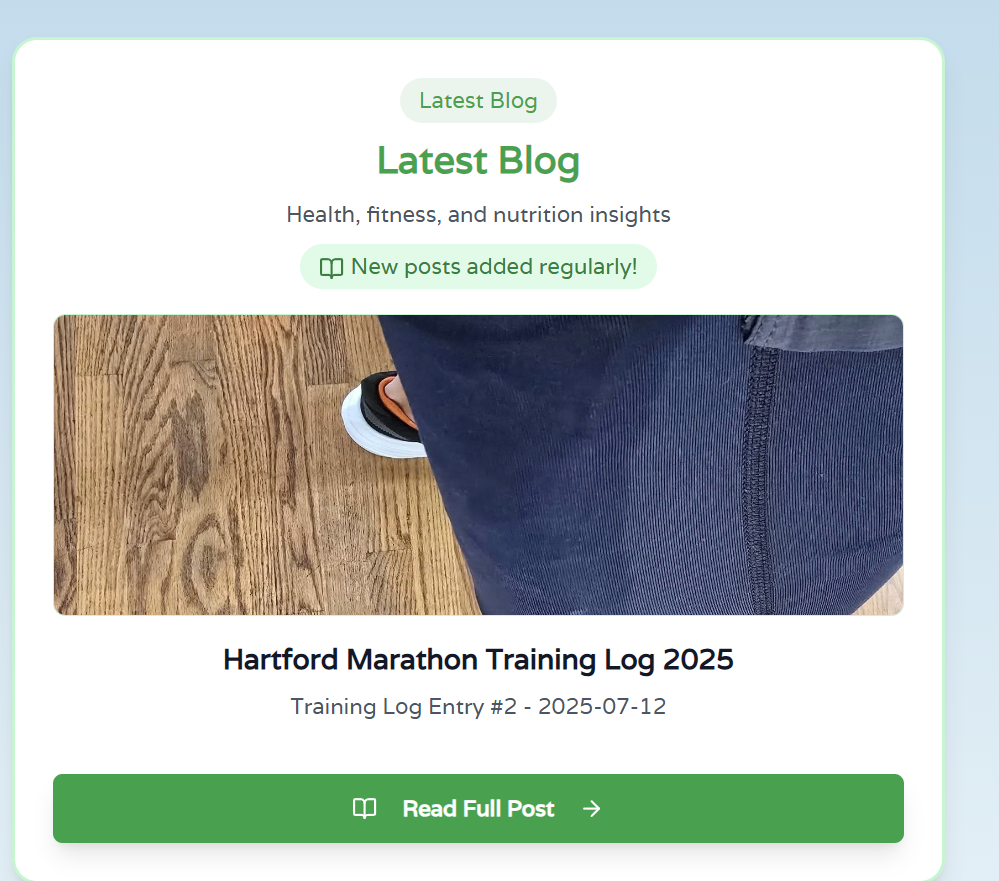 Latest Blog
Latest Blog
Health, fitness, and nutrition insights
New posts added regularly!
Hartford Marathon Training Log 2025
Training Log Entry #2 - 2025-07-12
Read Full Post